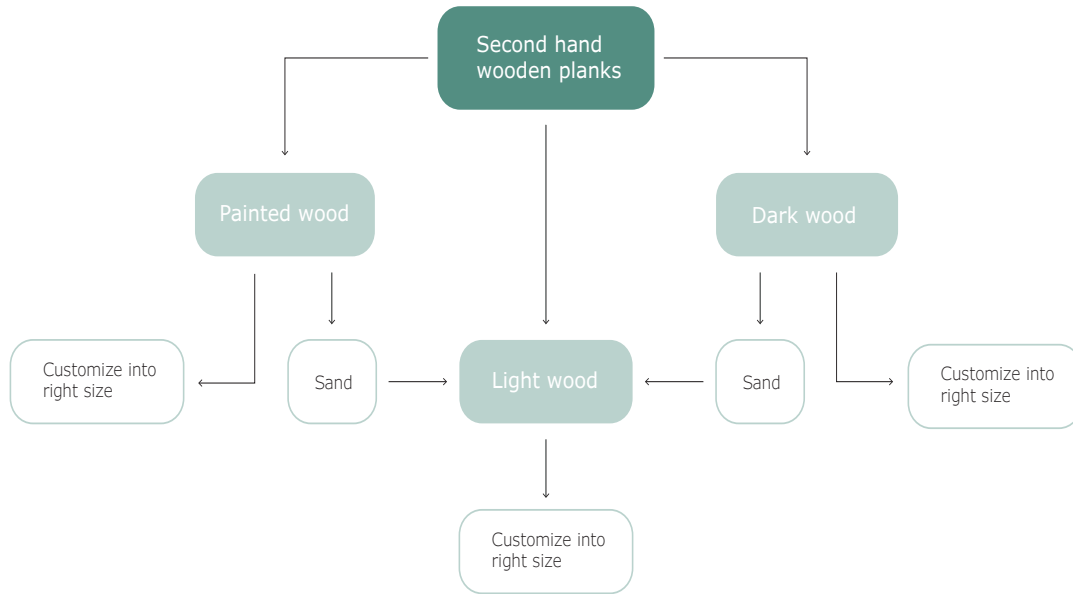 Second hand
wooden planks
Painted wood
Dark wood
Customize into
right size
Sand
Light wood
Sand
Customize into
right size
Customize into
right size